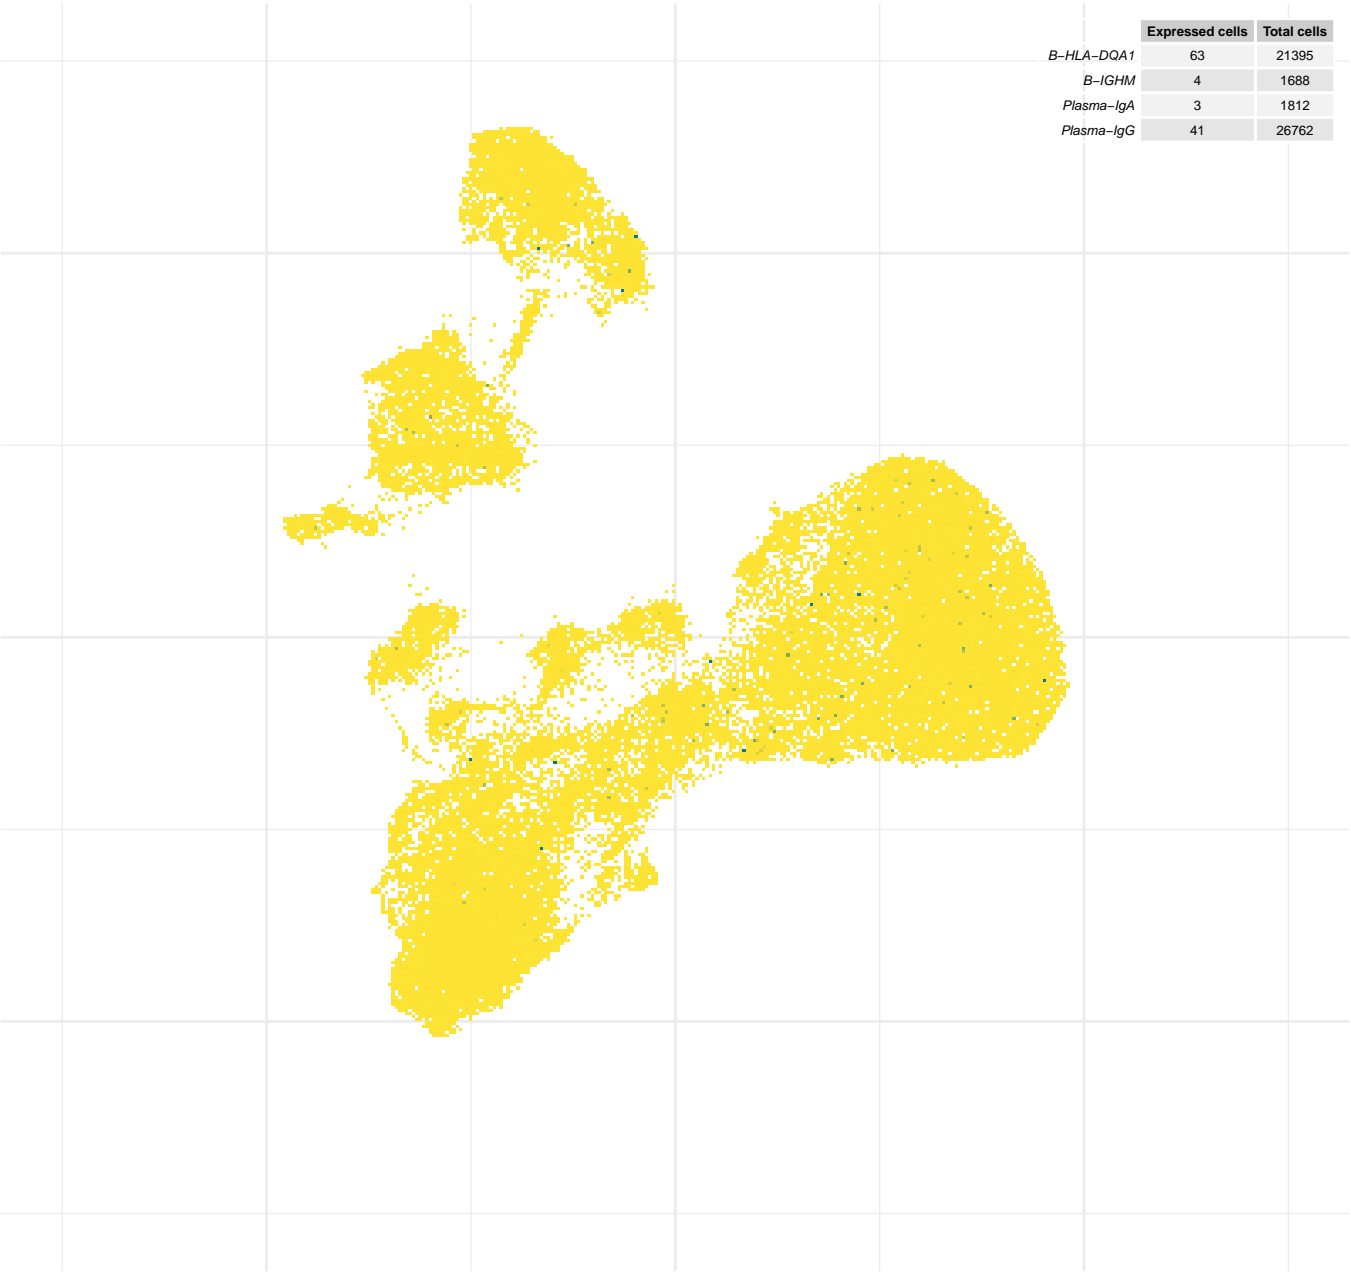 Expressed cells Total cells
B−HLA−DQA1 63 21395
B−IGHM 4 1688
Plasma−IgA 3 1812
Plasma−IgG 41 26762